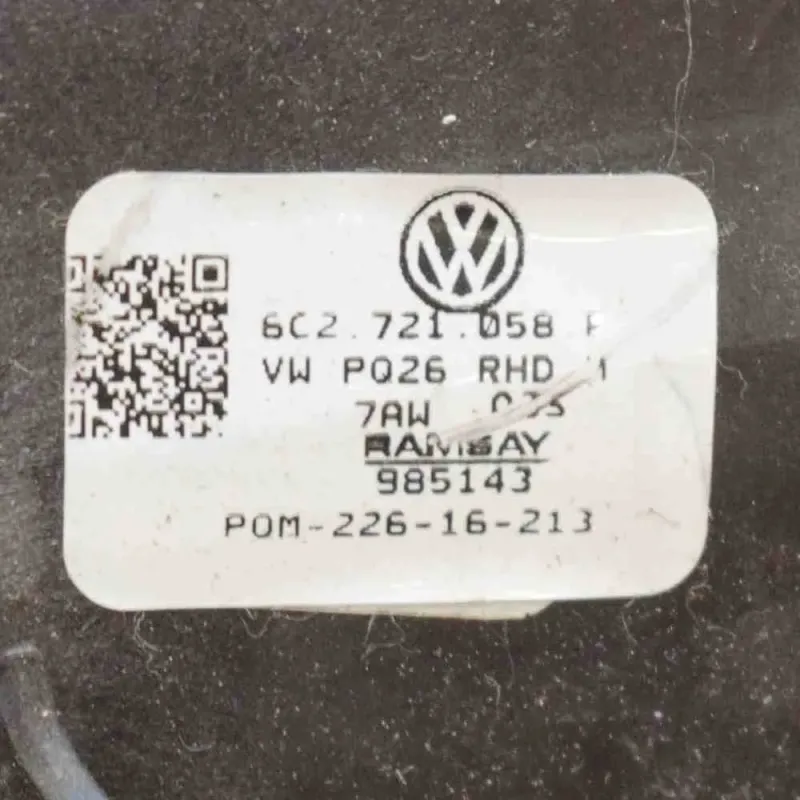 6C2.721.058
VW PQ26 RHD
7AW
RAMSAY
985143
POM-226-16-213